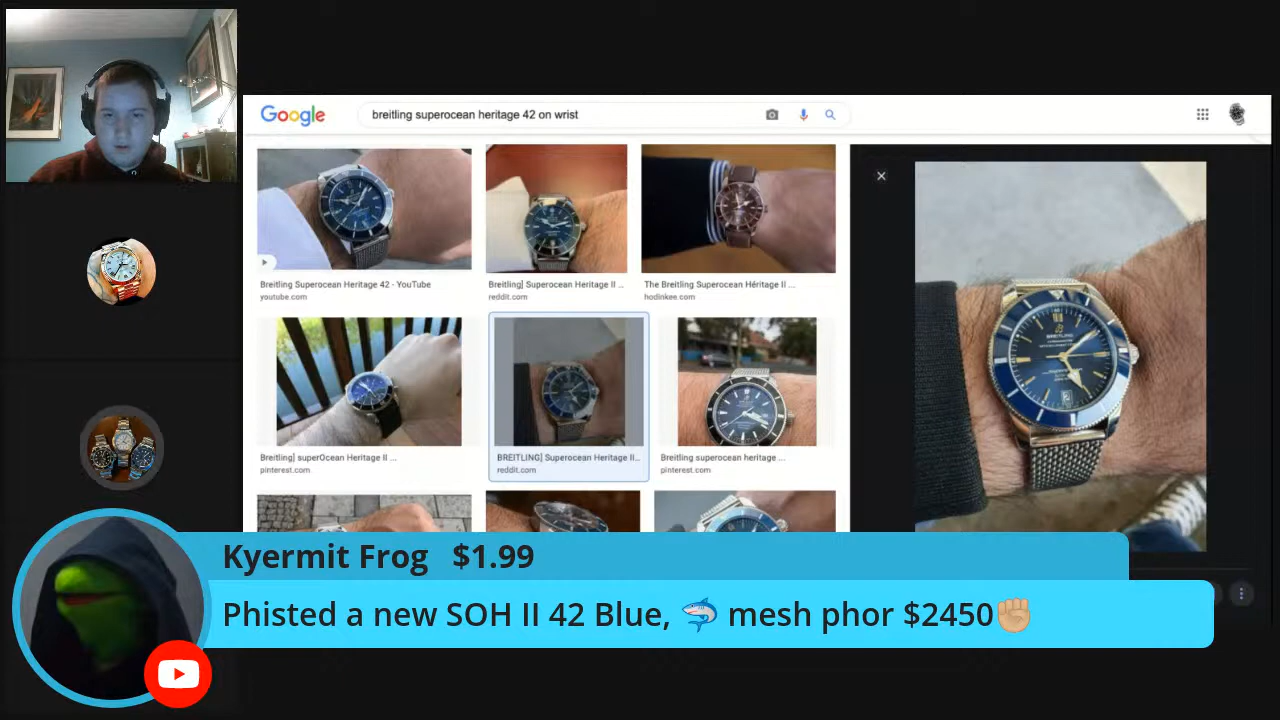 Google
breitling superocean heritage 42 on wrist
Breitling Superocean Heritage 42 - YouTube
youtube.com
Breitling] Superocean Heritage II ...
reddit.com
The Breitling Superocean Héritage II ...
hodinkee.com
Breitling] superOcean Heritage II ...
pinterest.com
BREITLING] Superocean Heritage II...
reddit.com
Breitling superocean heritage ...
pinterest.com
BREITLING
Kyermit Frog $1.99
Phisted a new SOH II 42 Blue, 🦈 mesh phor $2450✊🏼